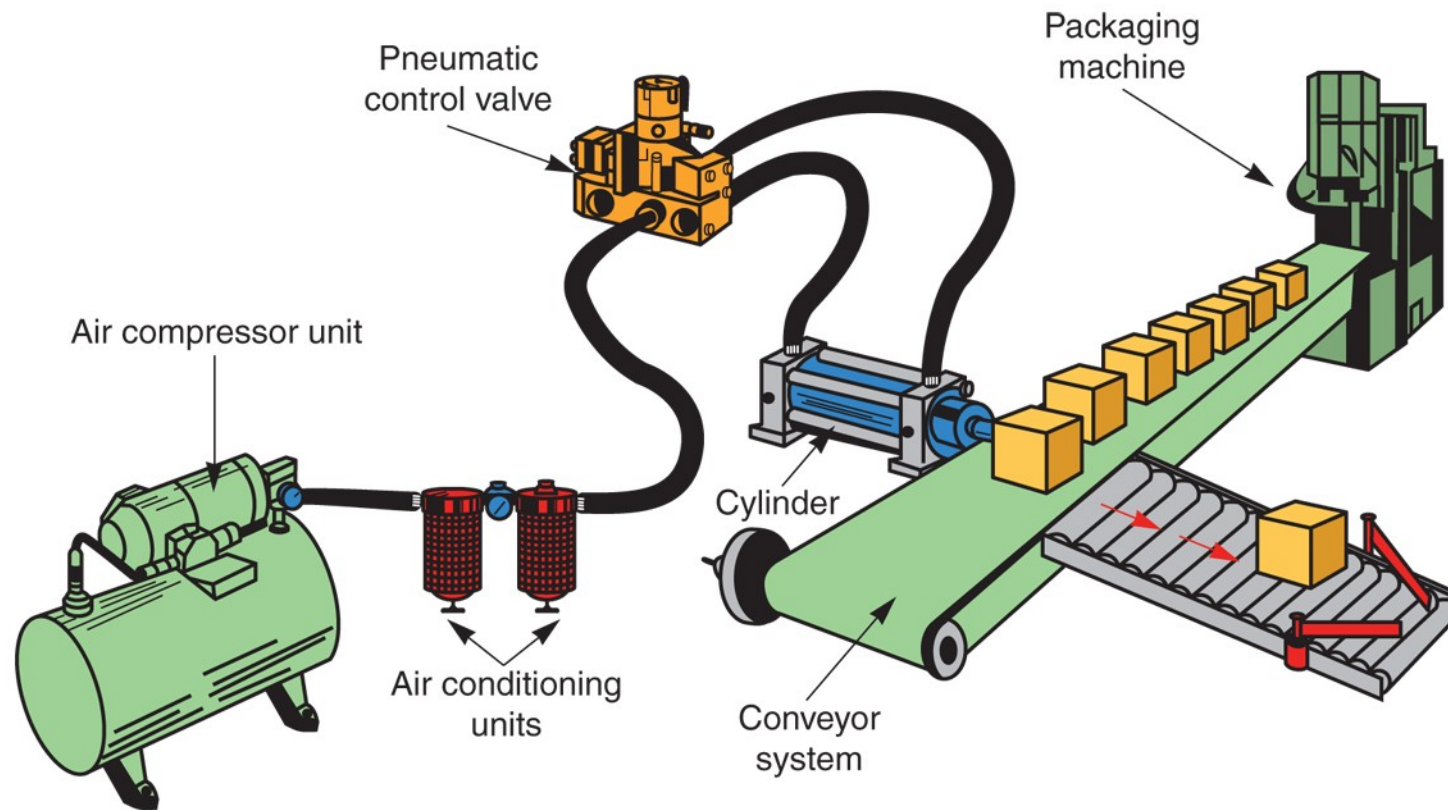 Packaging
machine
Pneumatic
control valve
Air compressor unit
Cylinder
Air conditioning
units
Conveyor
system